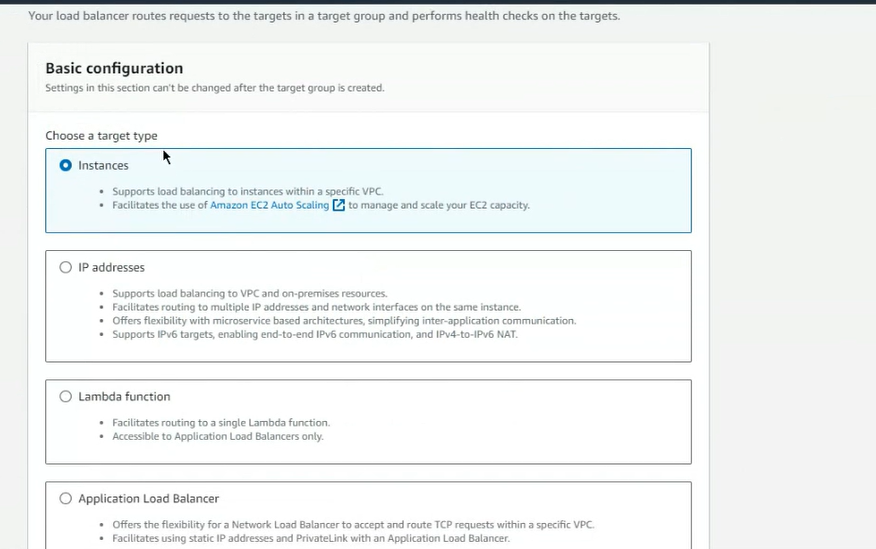 Your load balancer routes requests to the targets in a target group and performs health checks on the targets.
Basic configuration
Settings in this section can't be changed after the target group is created.
Choose a target type
Instances
• Supports load balancing to instances within a specific VPC.
• Facilitates the use of Amazon EC2 Auto Scaling to manage and scale your EC2 capacity.
IP addresses
• Supports load balancing to VPC and on-premises resources.
• Facilitates routing to multiple IP addresses and network interfaces on the same instance.
• Offers flexibility with microservice based architectures, simplifying inter-application communication.
• Supports IPv6 targets, enabling end-to-end IPv6 communication, and IPv4-to-IPv6 NAT.
Lambda function
• Facilitates routing to a single Lambda function.
• Accessible to Application Load Balancers only.
Application Load Balancer
• Offers the flexibility for a Network Load Balancer to accept and route TCP requests within a specific VPC.
• Facilitates using static IP addresses and PrivateLink with an Application Load Balancer.